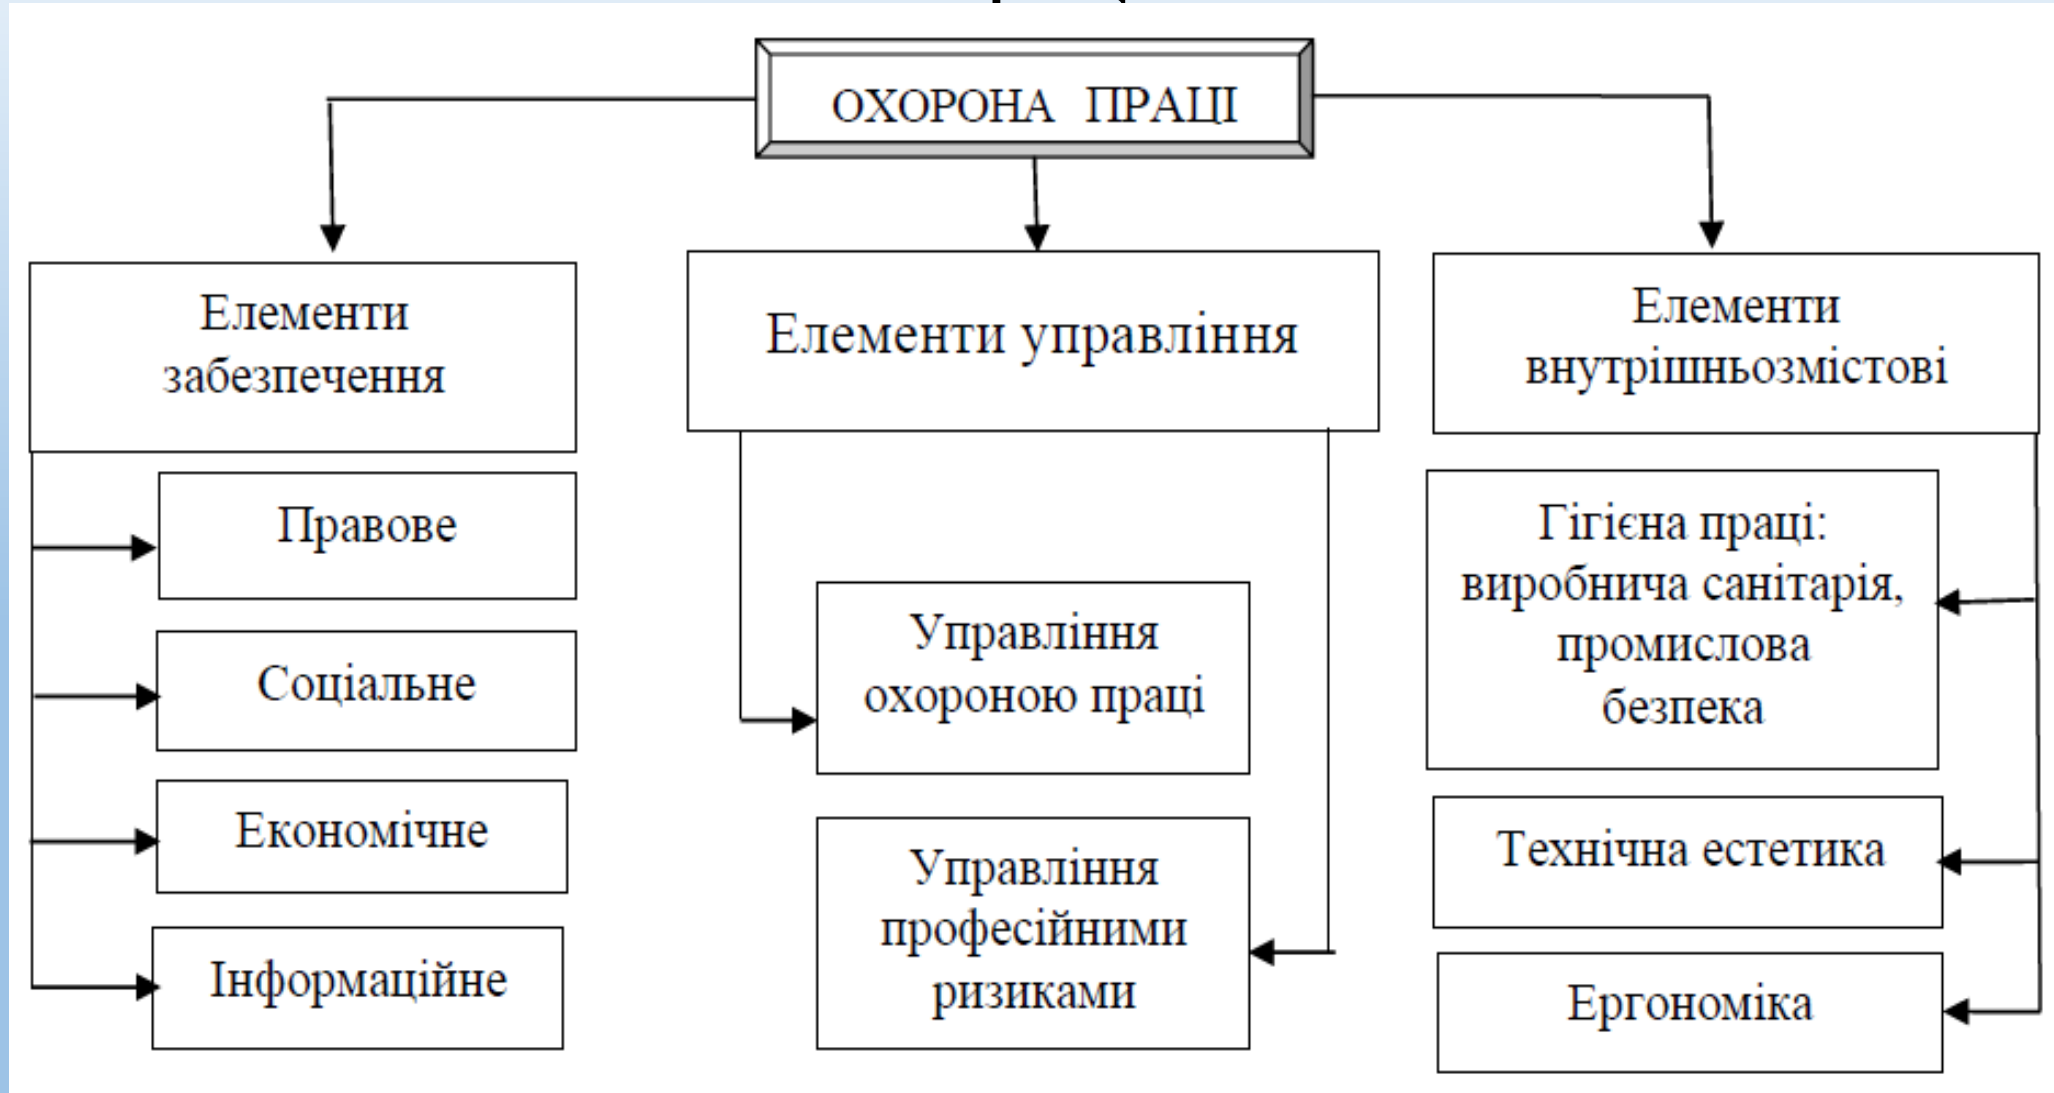 ОХОРОНА ПРАЦІ
Елементи
забезпечення
Правове
Соціальне
Економічне
Інформаційне
Елементи управління
Управління
охороною праці
Управління
професійними
ризиками
Елементи
внутрішньозмістові
Гігієна праці:
виробнича санітарія,
промислова
безпека
Технічна естетика
Ергономіка